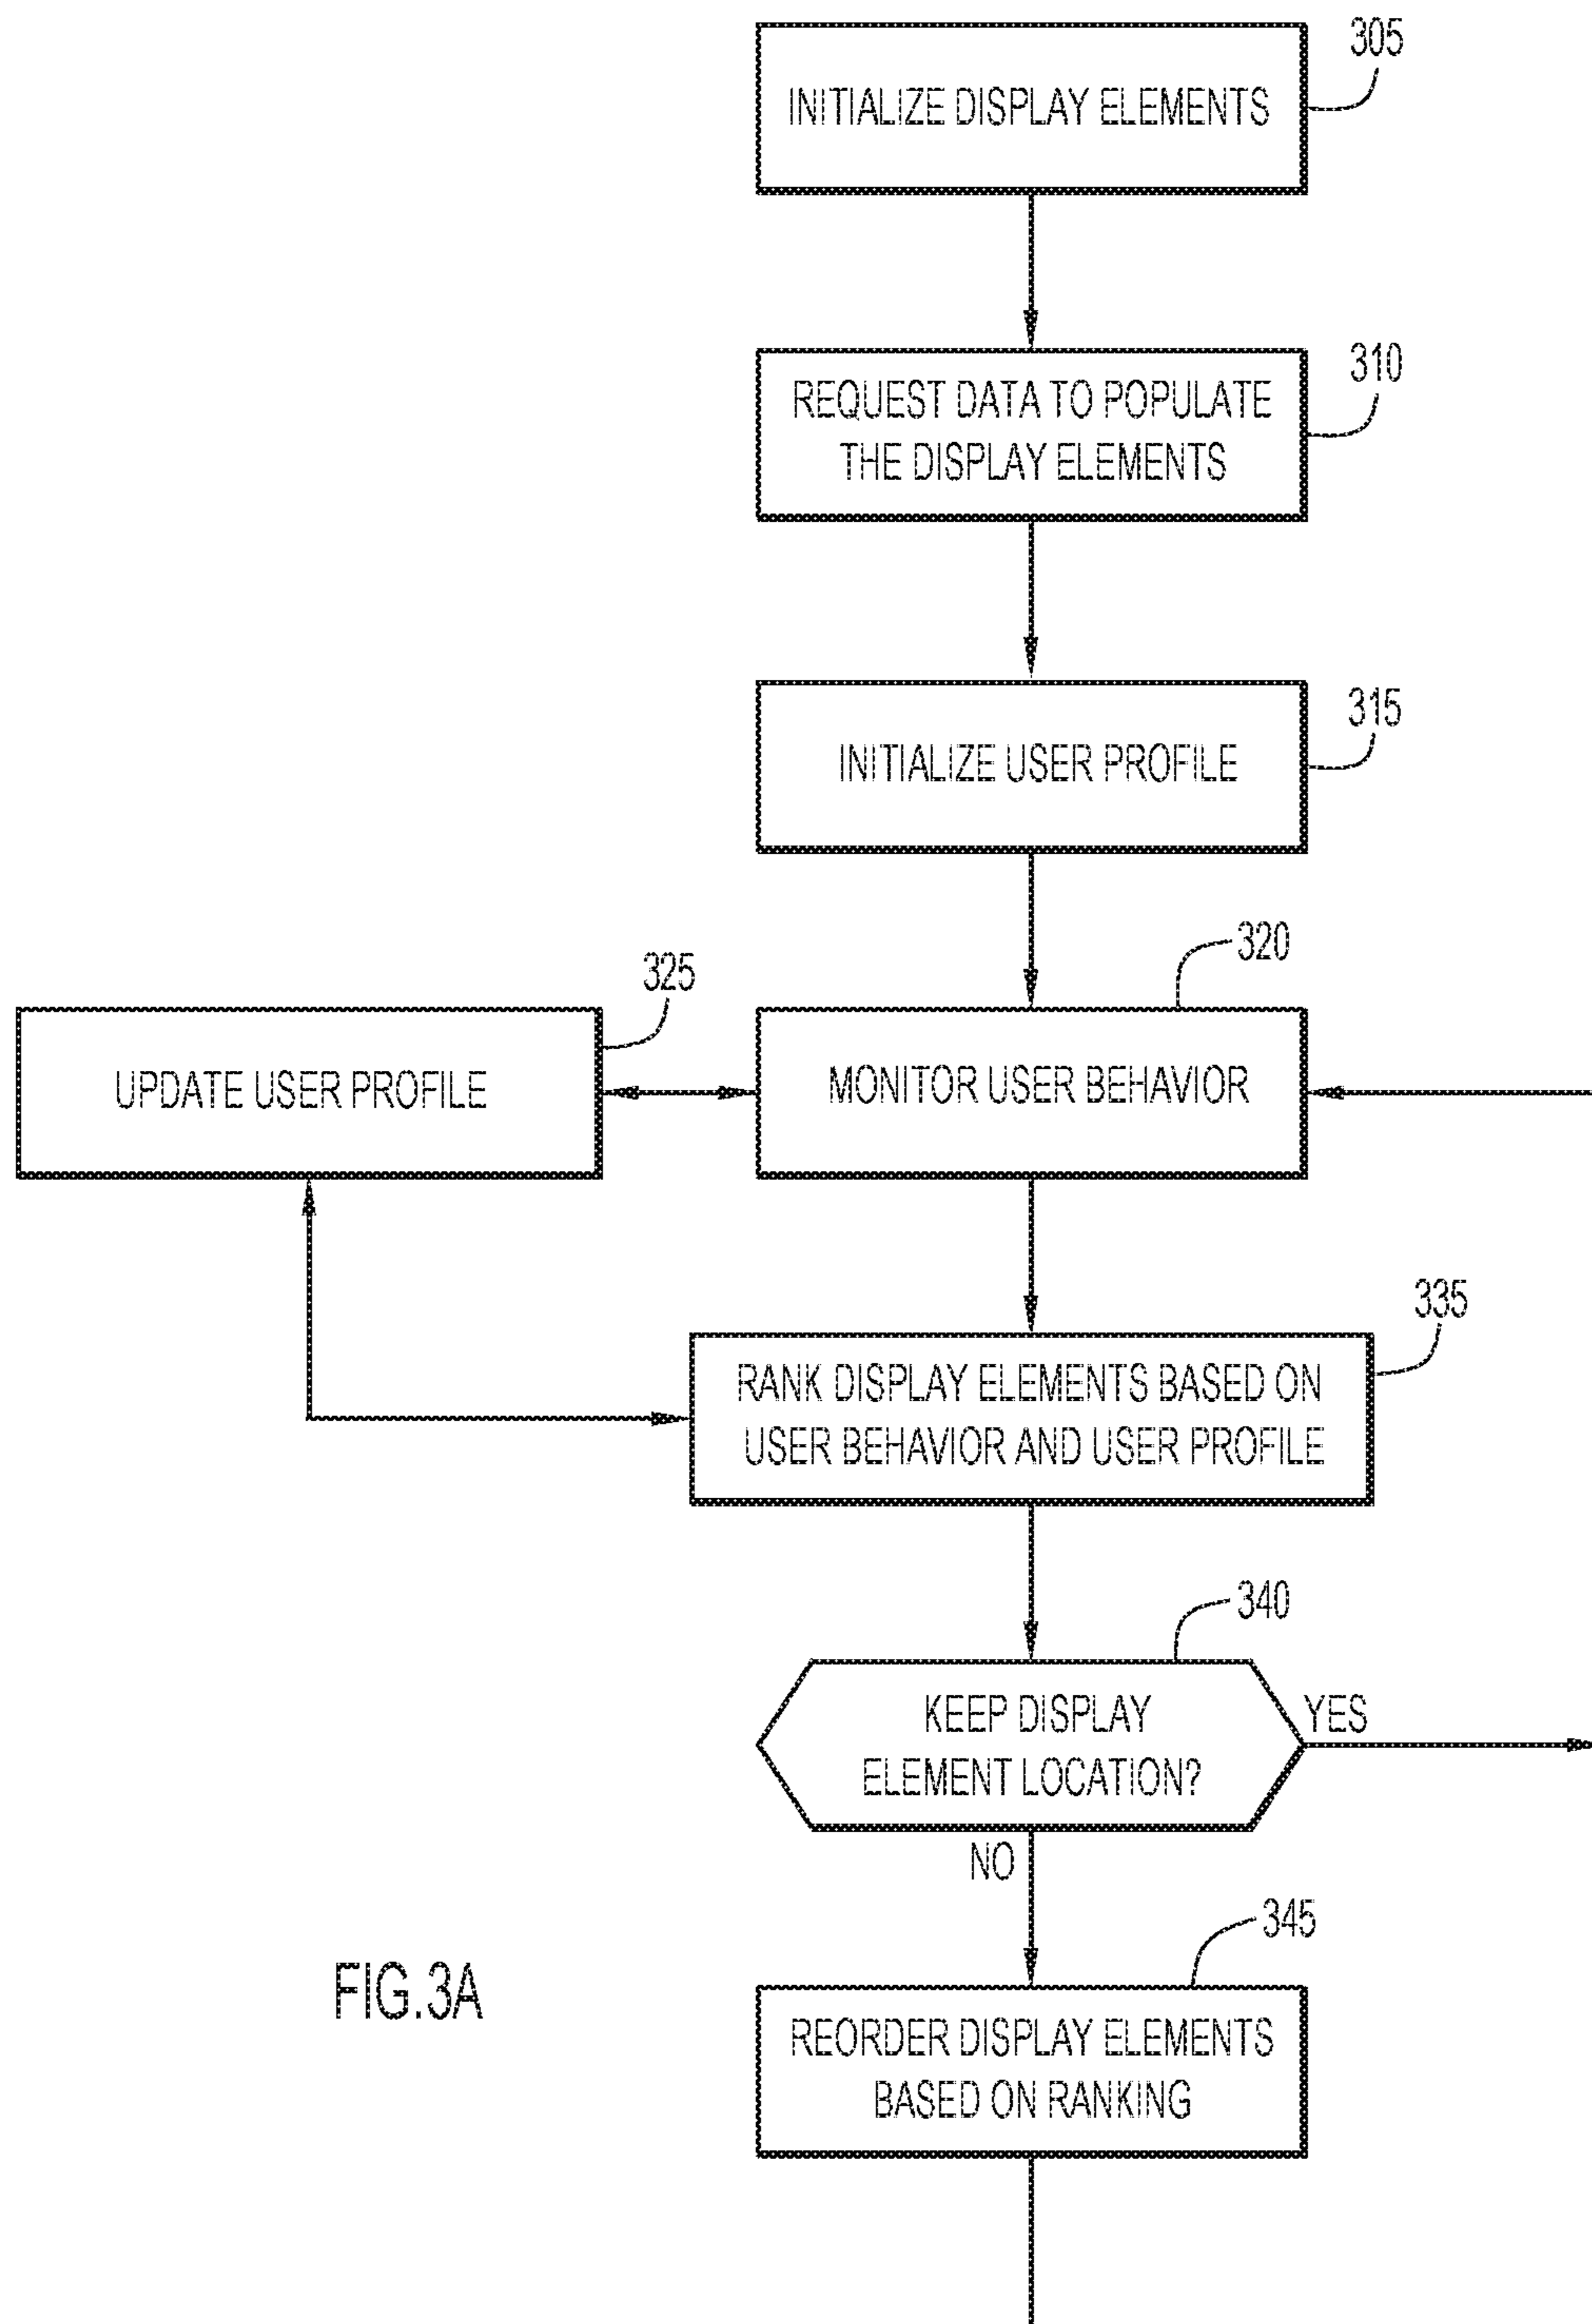 305
INITIALIZE DISPLAY ELEMENTS
310
REQUEST DATA TO POPULATE
THE DISPLAY ELEMENTS
315
INITIALIZE USER PROFILE
320
325
UPDATE USER PROFILE
MONITOR USER BEHAVIOR
335
RANK DISPLAY ELEMENTS BASED ON
USER BEHAVIOR AND USER PROFILE
340
KEEP DISPLAY
ELEMENT LOCATION?
YES
NO
345
REORDER DISPLAY ELEMENTS
BASED ON RANKING
FIG.3A